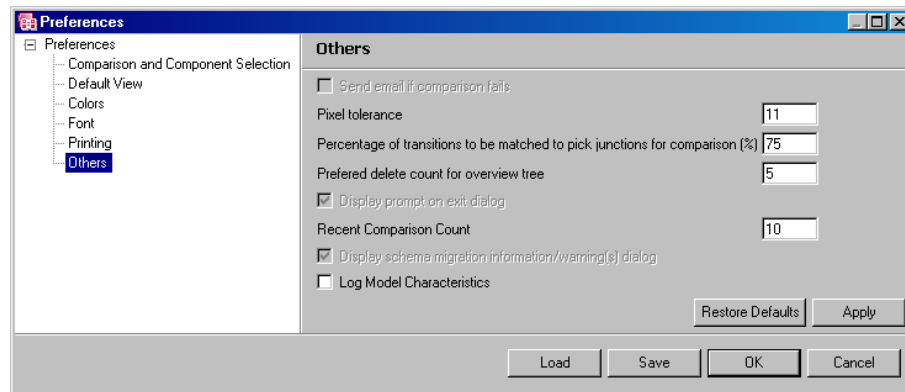 Preferences
Preferences
Comparison and Component Selection
Default View
Colors
Font
Printing
Others
Others
Send email if comparison fails
Pixel tolerance 11
Percentage of transitions to be matched to pick junctions for comparison (%) 75
Prefered delete count for overview tree 5
Display prompt on exit dialog
Recent Comparison Count 10
Display schema migration information/warning(s) dialog
Log Model Characteristics
Restore Defaults Apply
Load Save OK Cancel